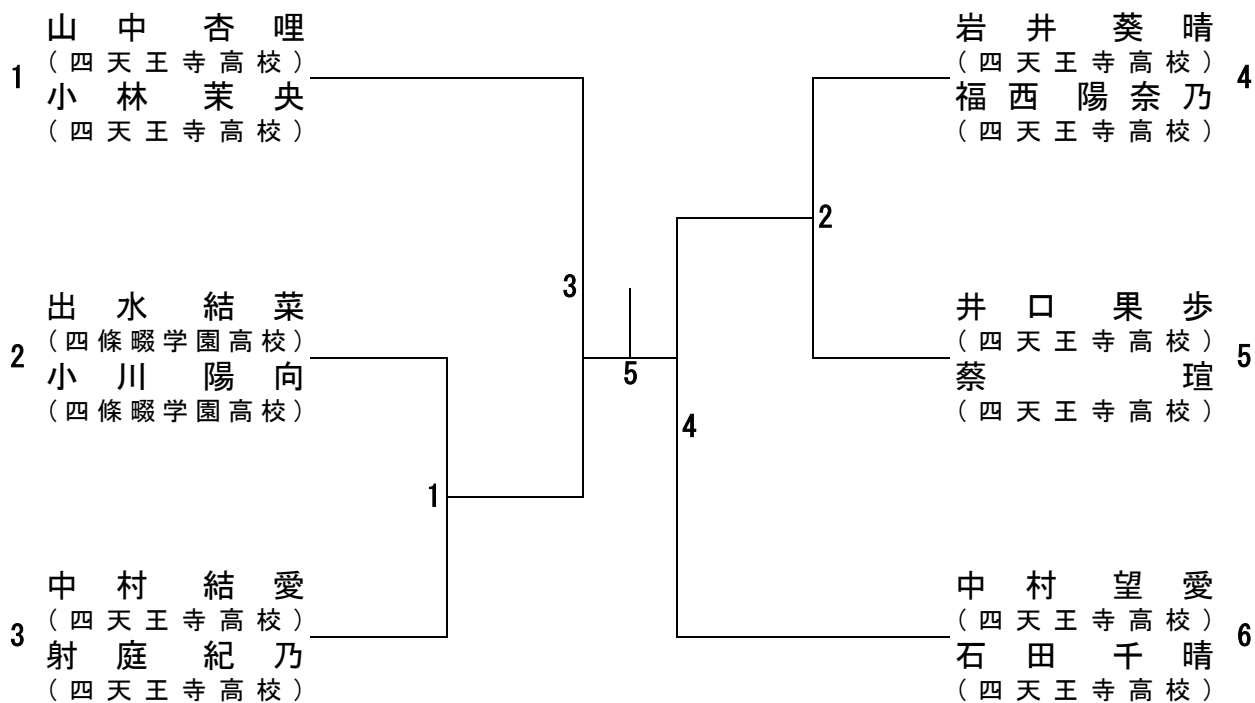 1
山中 杏哩
(四天王寺高校)
小林 茉央
(四天王寺高校)
2
出水 結菜
(四條畷学園高校)
小川 陽向
(四條畷学園高校)
3
中村 結愛
(四天王寺高校)
射庭 紀乃
(四天王寺高校)
1
3
5
4
2
岩井 葵晴
(四天王寺高校)
福西 陽奈乃
(四天王寺高校)
4
井口 果歩
(四天王寺高校)
蔡 瑄
(四天王寺高校)
5
中村 望愛
(四天王寺高校)
石田 千晴
(四天王寺高校)
6